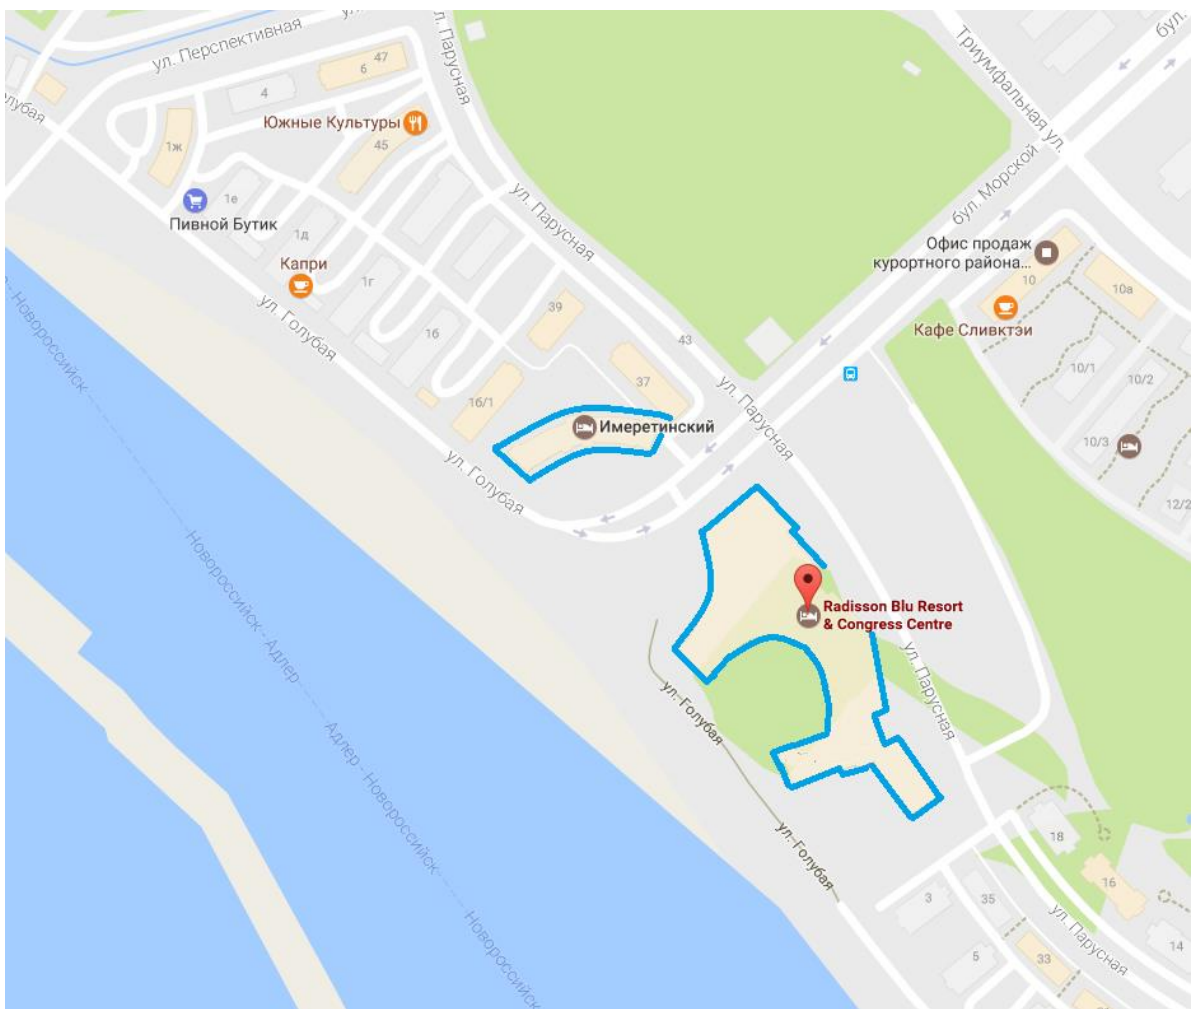 бул.
ул. Парусная
Триумфальная ул.
ул. Перспективная
47
6
4
Голубая
Южные Культуры
45
1ж
бул. Морской
1е
Пивной Бутик
ул. Парусная
1д
Офис продаж
курортного района...
Капри
1г
10
10а
ул. Голубая
39
16
43
Кафе Сливктэи
10/1
10/2
37
ул. Парусная
16/1
Имеретинский
10/3
ул. Голубая
12/2
Новороссийск - Адлер
Новороссийск - Адлер
Radisson Blu Resort
& Congress Centre
ул. Парусная
ул. Голубая
Адлер - Новороссийск
ул. Голубая
18
16
3
35
ул. Парусная
14
5
33
Новороссийск